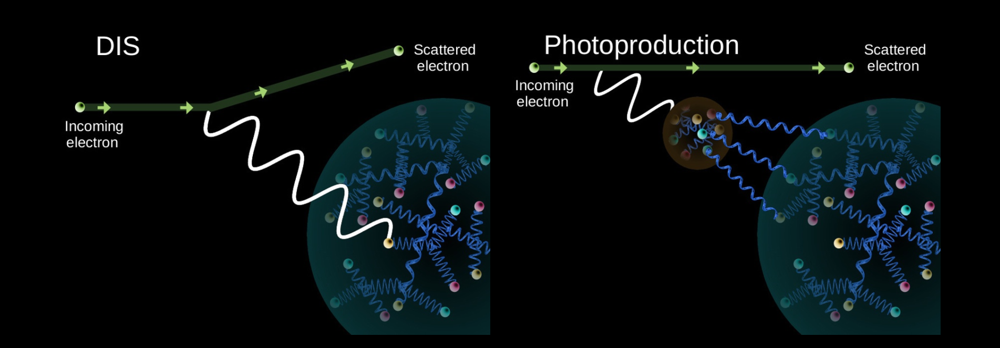 DIS
Scattered
electron
Incoming
electron
Photoproduction
Scattered
electron
Incoming
electron